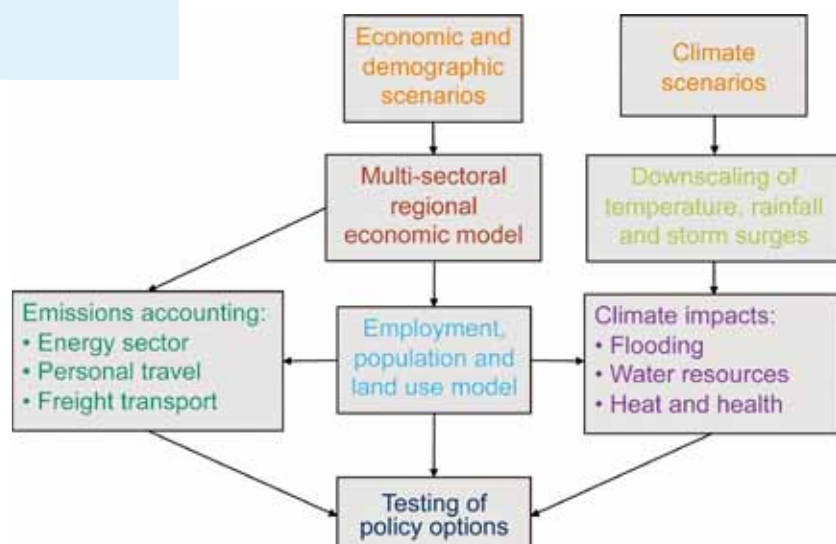 Economic and
demographic
scenarios
Climate
scenarios
Multi-sectoral
regional
economic model
Downscaling of
temperature, rainfall
and storm surges
Emissions accounting:
• Energy sector
• Personal travel
• Freight transport
Employment,
population and
land use model
Climate impacts:
• Flooding
• Water resources
• Heat and health
Testing of
policy options